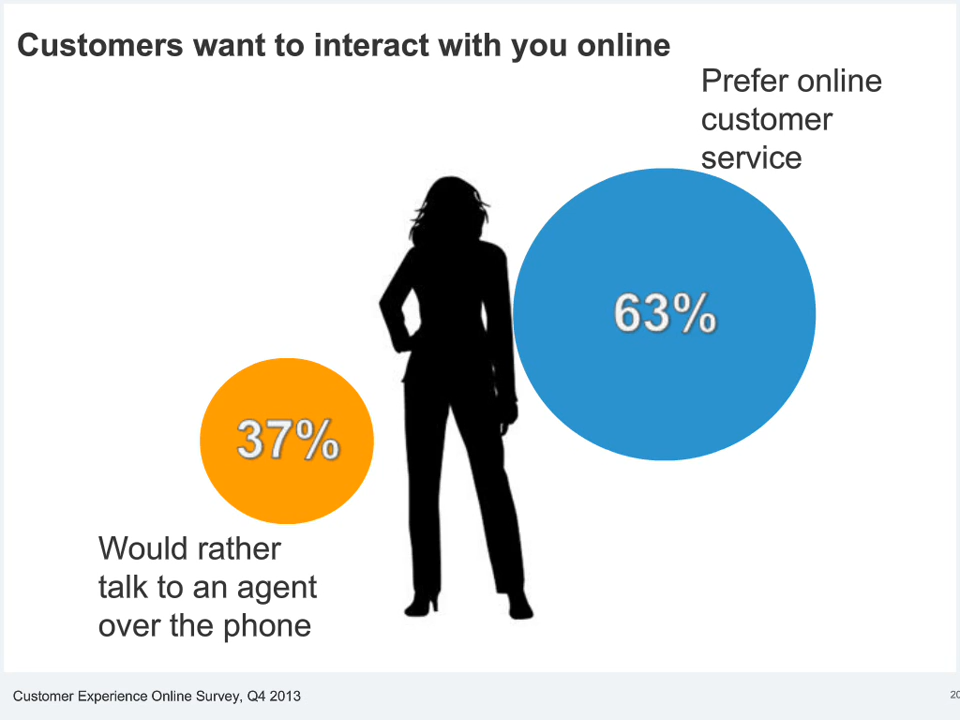 Customers want to interact with you online
Prefer online
customer
service
63%
37%
Would rather
talk to an agent
over the phone
Customer Experience Online Survey, Q4 2013
20